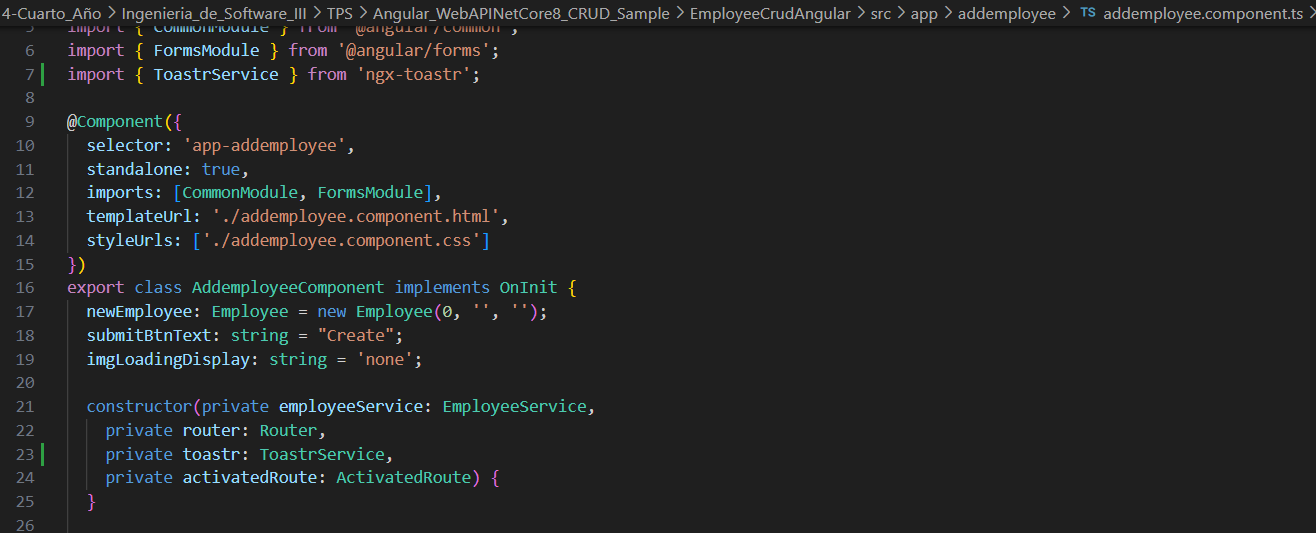 4-Cuarto_Año > Ingenieria_de_Software_III > TPS > Angular_WebAPINetCore8_CRUD_Sample > EmployeeCrudAngular > src > app > addemployee > TS addemployee.component.ts >
5 import { CommonModule } from '@angular/common';
6 import { FormsModule } from '@angular/forms';
7 import { ToastrService } from 'ngx-toastr';
8
9 @Component({
10 selector: 'app-addemployee',
11 standalone: true,
12 imports: [CommonModule, FormsModule],
13 templateUrl: './addemployee.component.html',
14 styleUrls: ['./addemployee.component.css']
15 })
16 export class AddemployeeComponent implements OnInit {
17 newEmployee: Employee = new Employee(0, '', '');
18 submitBtnText: string = "Create";
19 imgLoadingDisplay: string = 'none';
20
21 constructor(private employeeService: EmployeeService,
22 private router: Router,
23 private toastr: ToastrService,
24 private activatedRoute: ActivatedRoute) {
25 }
26